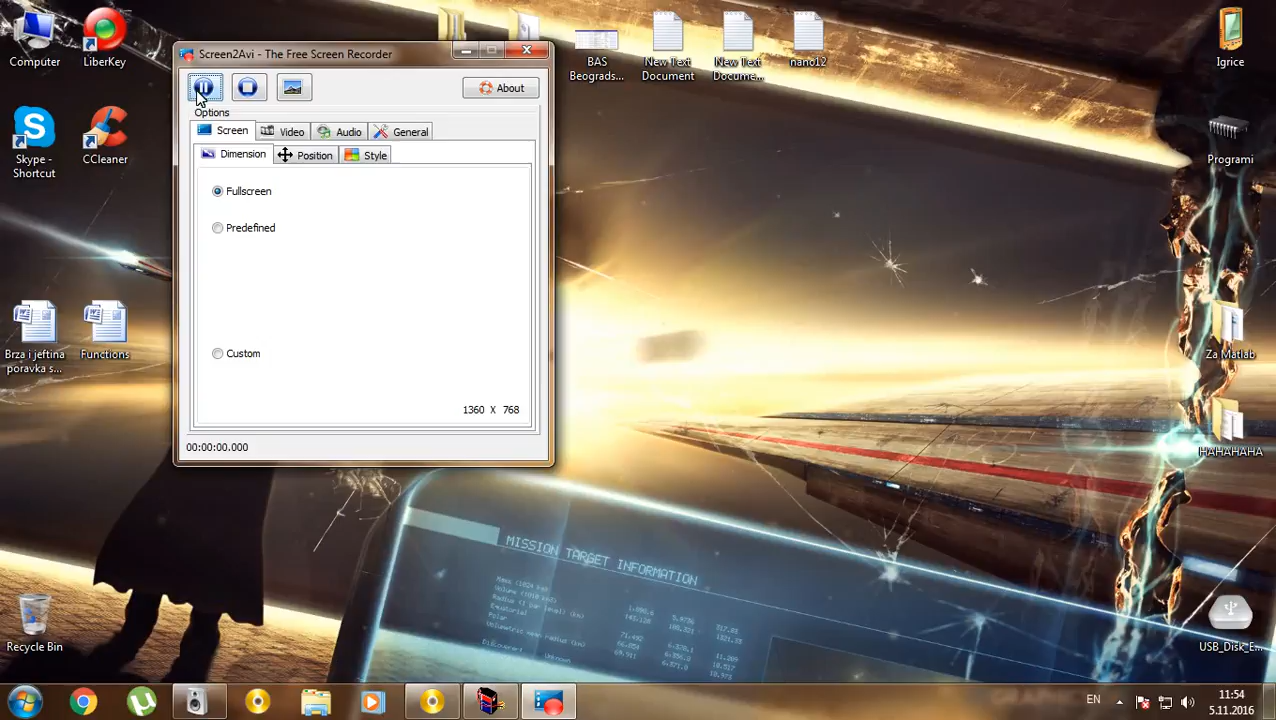 Computer
LiberKey
Skype -
Shortcut
CCleaner
Brza i jeftina
poravka s...
Functions
Recycle Bin
Screen2Avi - The Free Screen Recorder
About
Options
Screen
Video
Audio
General
Dimension
Position
Style
Fullscreen
Predefined
Custom
1360 X 768
00:00:00.000
BAS
Beograds...
New Text
Document
New Text
Docume...
nano12
Igrice
Programi
Za Matlab
HAHAHAHA
USB_Disk_E...
MISSION TARGET INFORMATION
Discovered:
Unknown
EN
11:54
5.11.2016